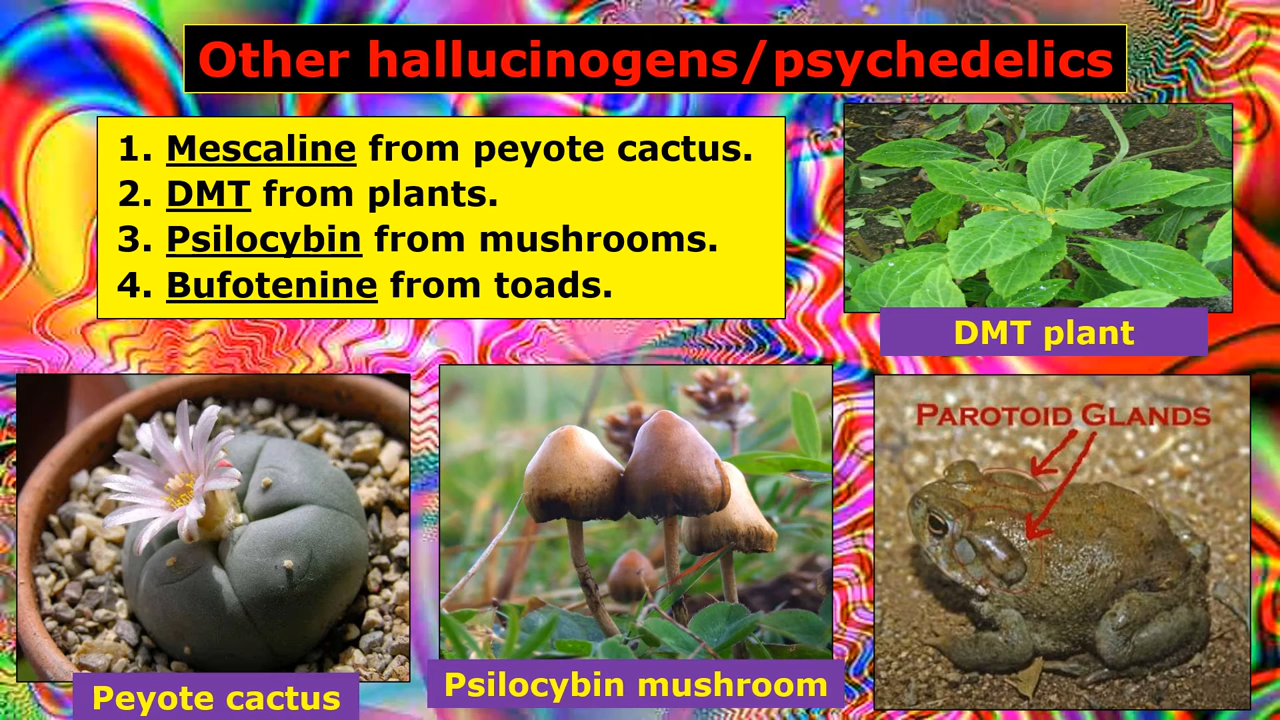 Other hallucinogens/psychedelics
1. Mescaline from peyote cactus.
2. DMT from plants.
3. Psilocybin from mushrooms.
4. Bufotenine from toads.
DMT plant
PAROTOID GLANDS
Peyote cactus
Psilocybin mushroom